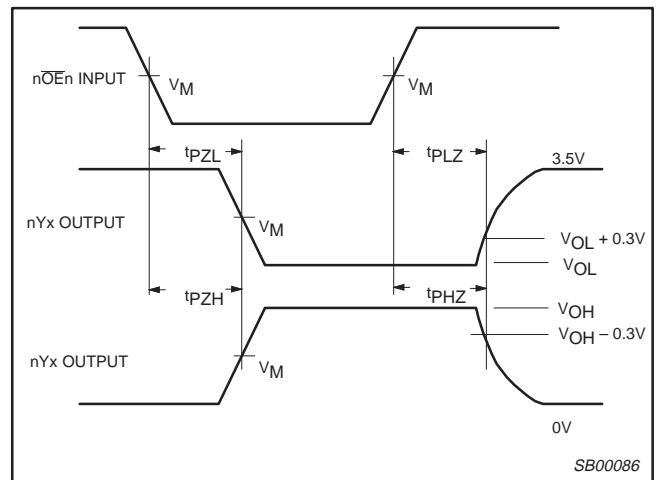 nOEn INPUT
VM
VM
tPZL
tPLZ
3.5V
nYx OUTPUT
VM
VOL + 0.3V
VOL
tPZH
tPHZ
VOH
VOH – 0.3V
nYx OUTPUT
VM
0V
SB00086